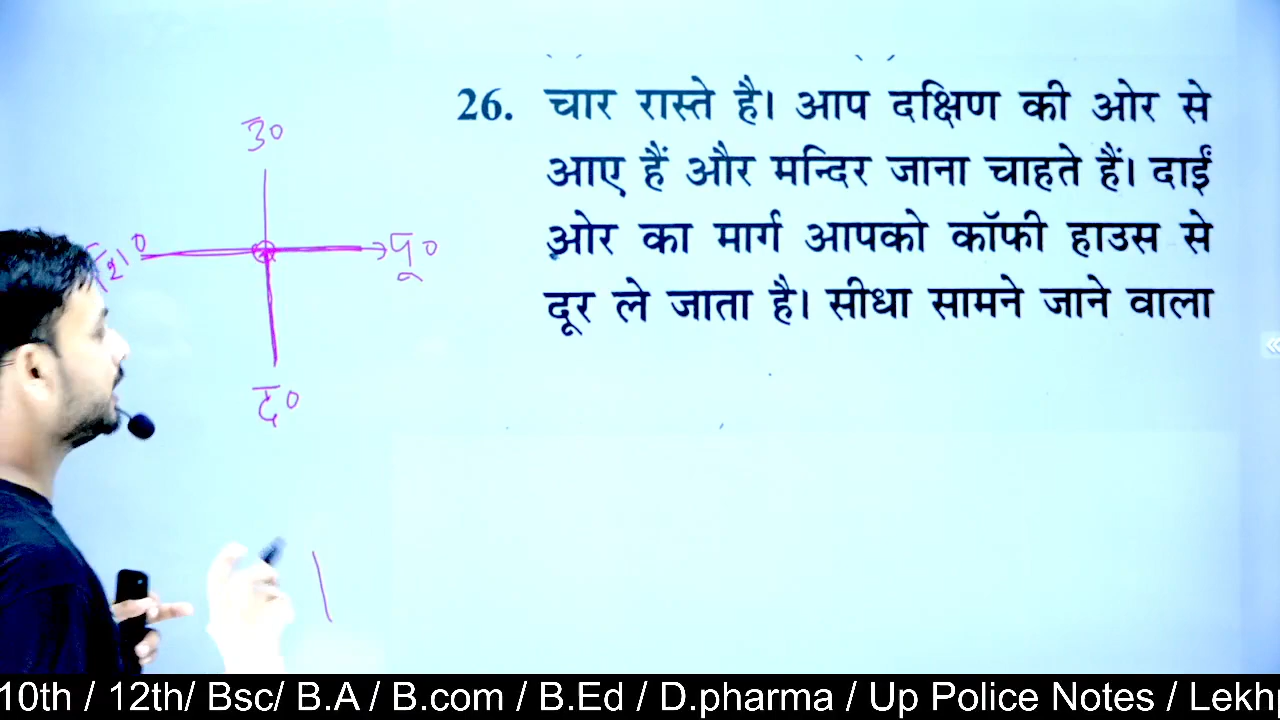 26. चार रास्ते है। आप दक्षिण की ओर से
आए हैं और मन्दिर जाना चाहते हैं। दाईं
ओर का मार्ग आपको कॉफी हाउस से
दूर ले जाता है। सीधा सामने जाने वाला
उ०
पू०
द०
10th / 12th/ Bsc/ B.A / B.com / B.Ed / D.pharma / Up Police Notes /